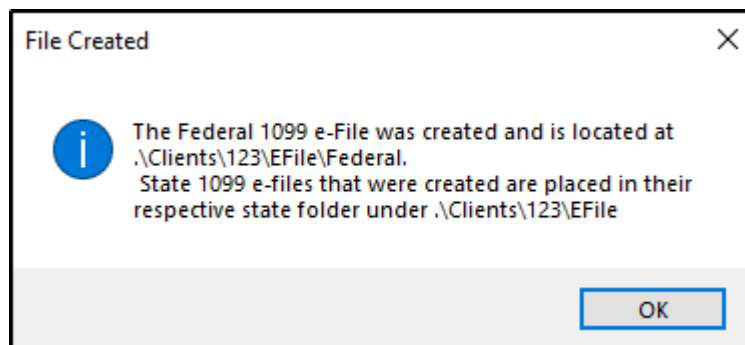 File Created
The Federal 1099 e-File was created and is located at
.\Clients\123\EFile\Federal.
State 1099 e-files that were created are placed in their
respective state folder under .\Clients\123\EFile
OK